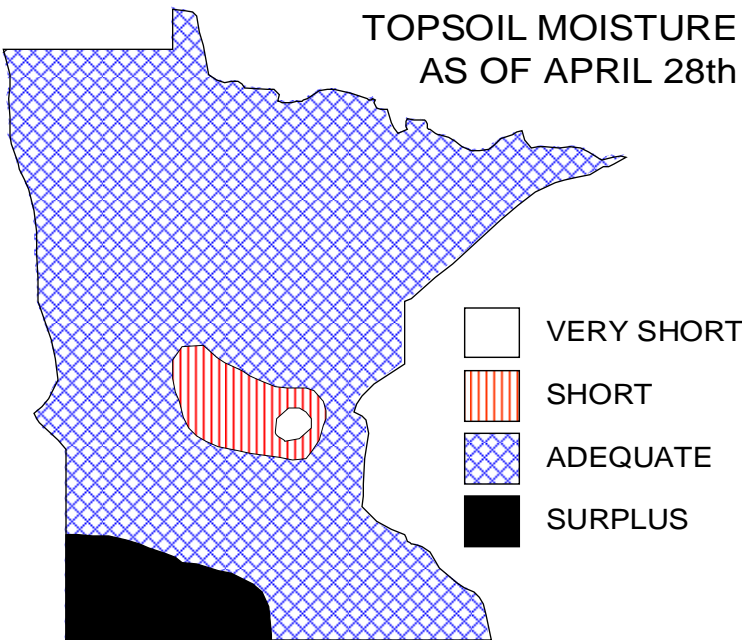 TOPSOIL MOISTURE
AS OF APRIL 28th
VERY SHORT
SHORT
ADEQUATE
SURPLUS